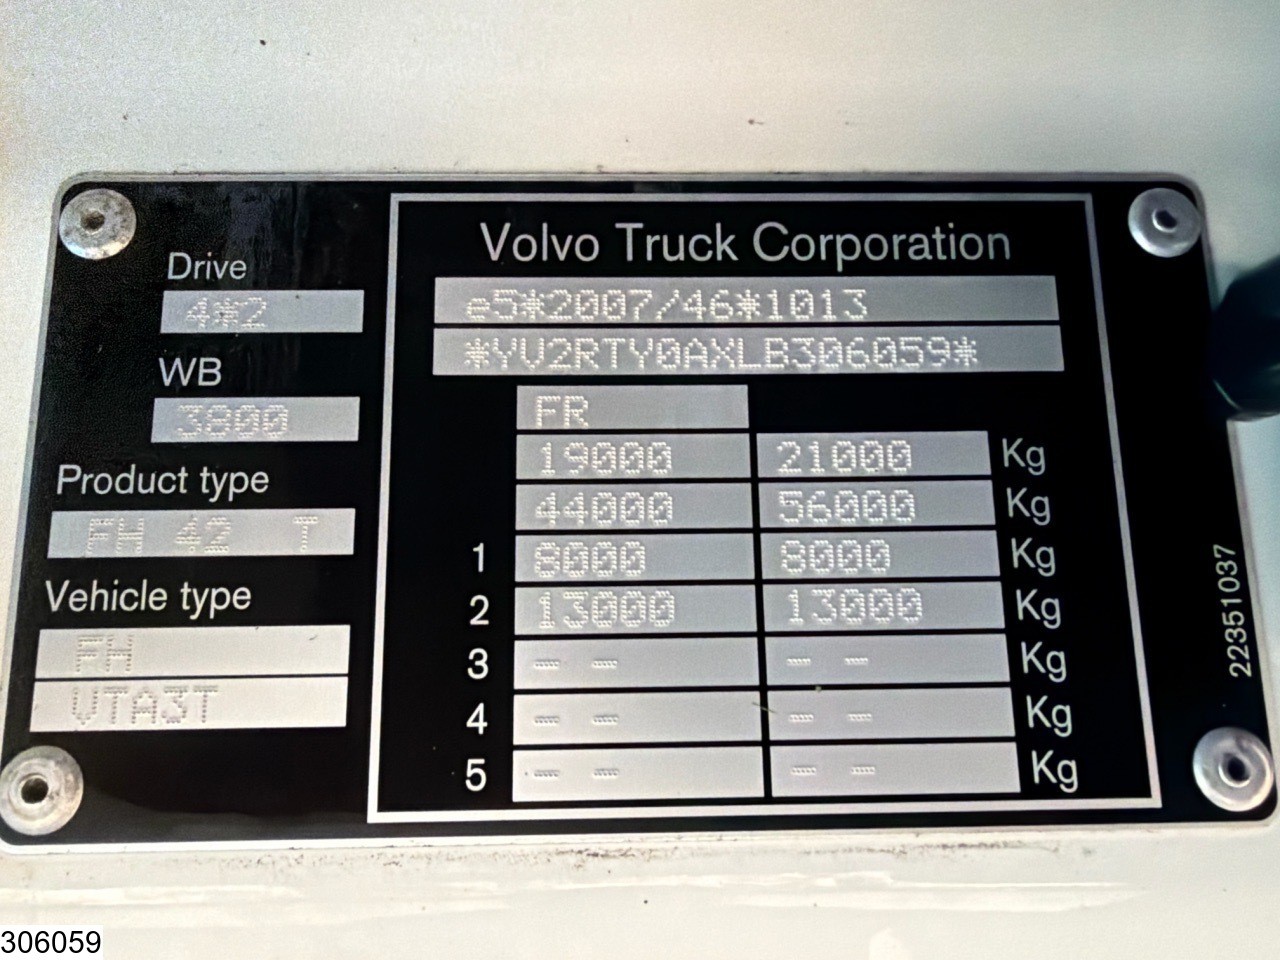 Drive
4*2
WB
3800
Product type
FH 42 T
Vehicle type
FH
VTA3T
Volvo Truck Corporation
e5*2007/46*1013
*YV2RTY0AXLB306059*
FR
19000 21000 Kg
44000 56000 Kg
1 8000 8000 Kg
2 13000 13000 Kg
3 -- -- -- -- Kg
4 -- -- -- -- Kg
5 -- -- -- -- Kg
22351037
306059